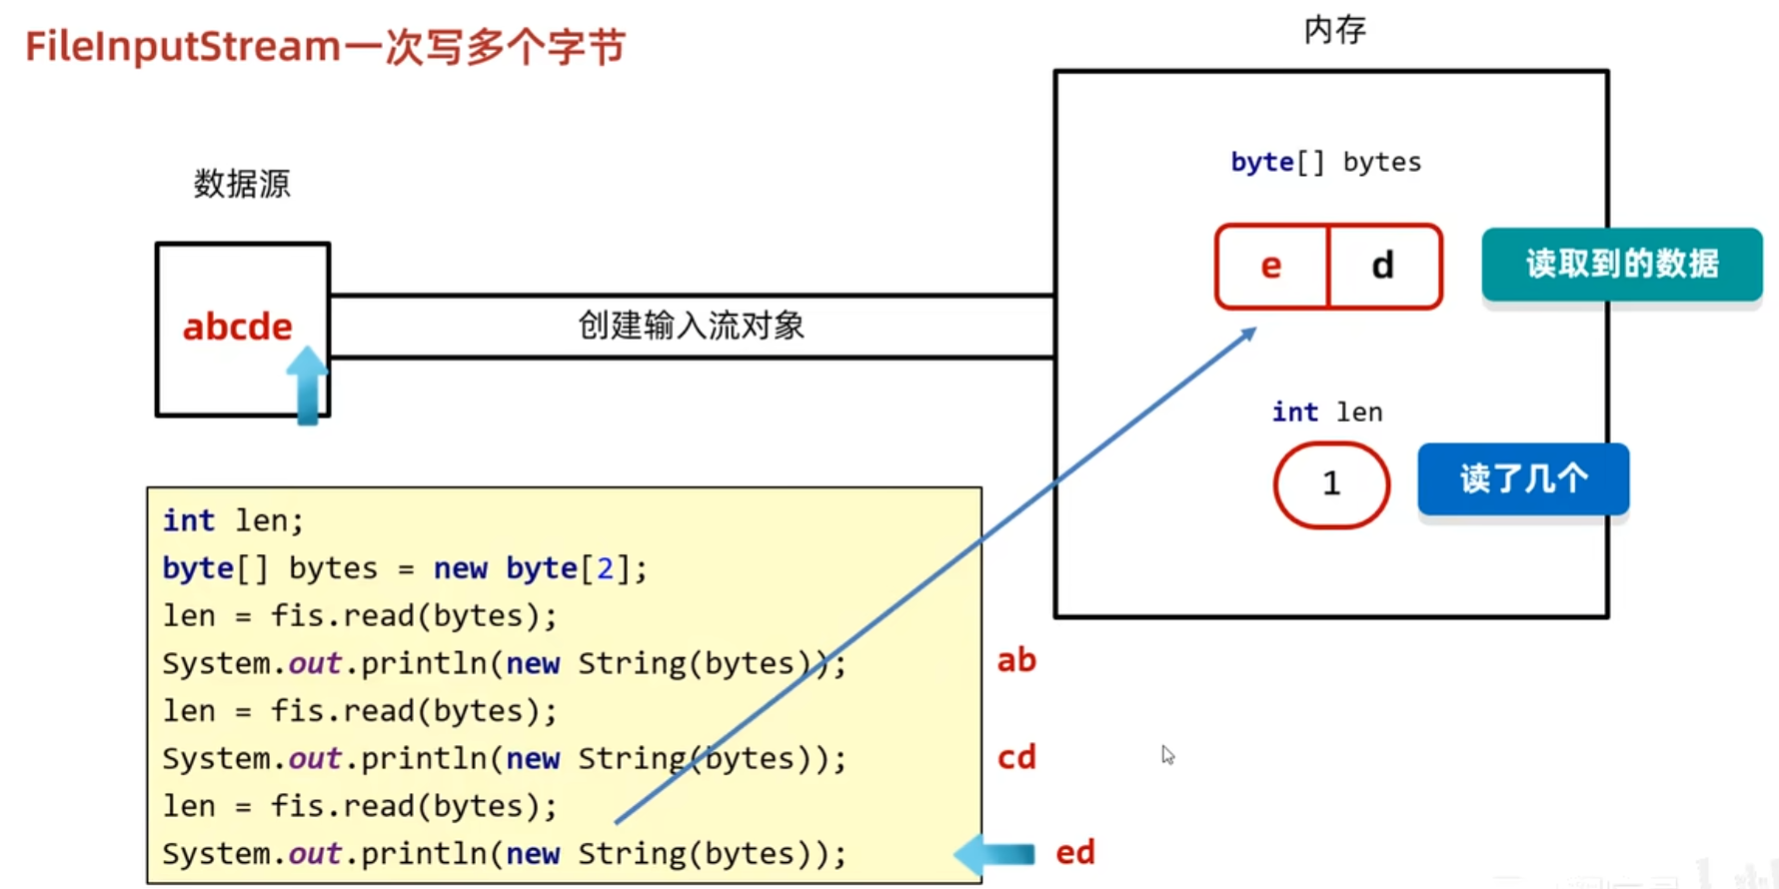 FileInputStream一次写多个字节
内存
byte[] bytes
数据源
e d
读取到的数据
abcde
创建输入流对象
int len
1
读了几个
int len;
byte[] bytes = new byte[2];
len = fis.read(bytes);
System.out.println(new String(bytes));
ab
len = fis.read(bytes);
System.out.println(new String(bytes));
cd
len = fis.read(bytes);
System.out.println(new String(bytes));
ed